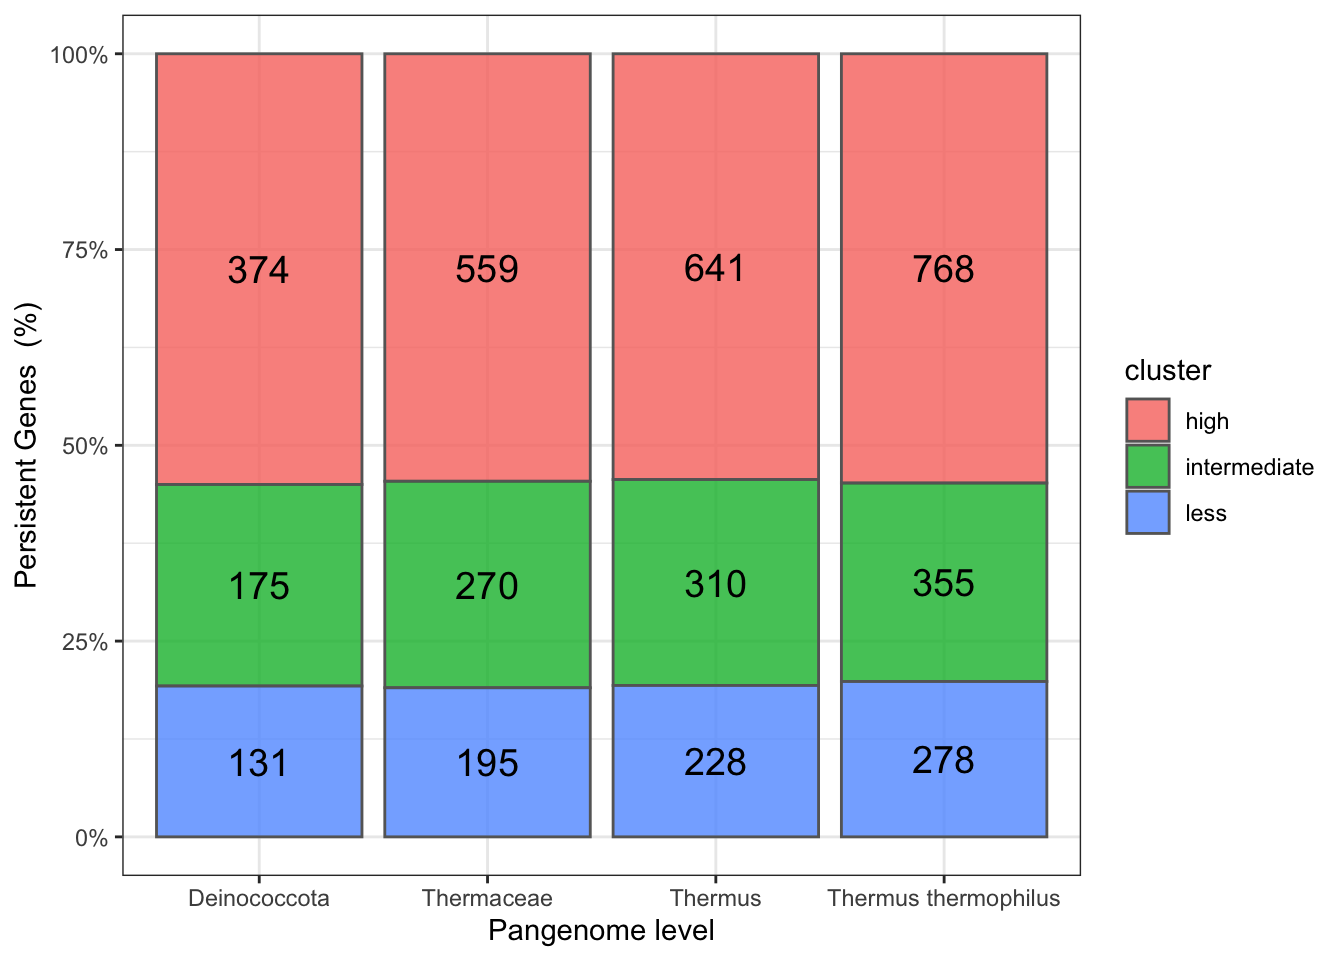 100%
75%
50%
25%
0%
Persistent Genes  (%)
374
559
641
768
175
270
310
355
131
195
228
278
Deinococcota
Thermaceae
Thermus
Thermus thermophilus
Pangenome level
cluster
high
intermediate
less